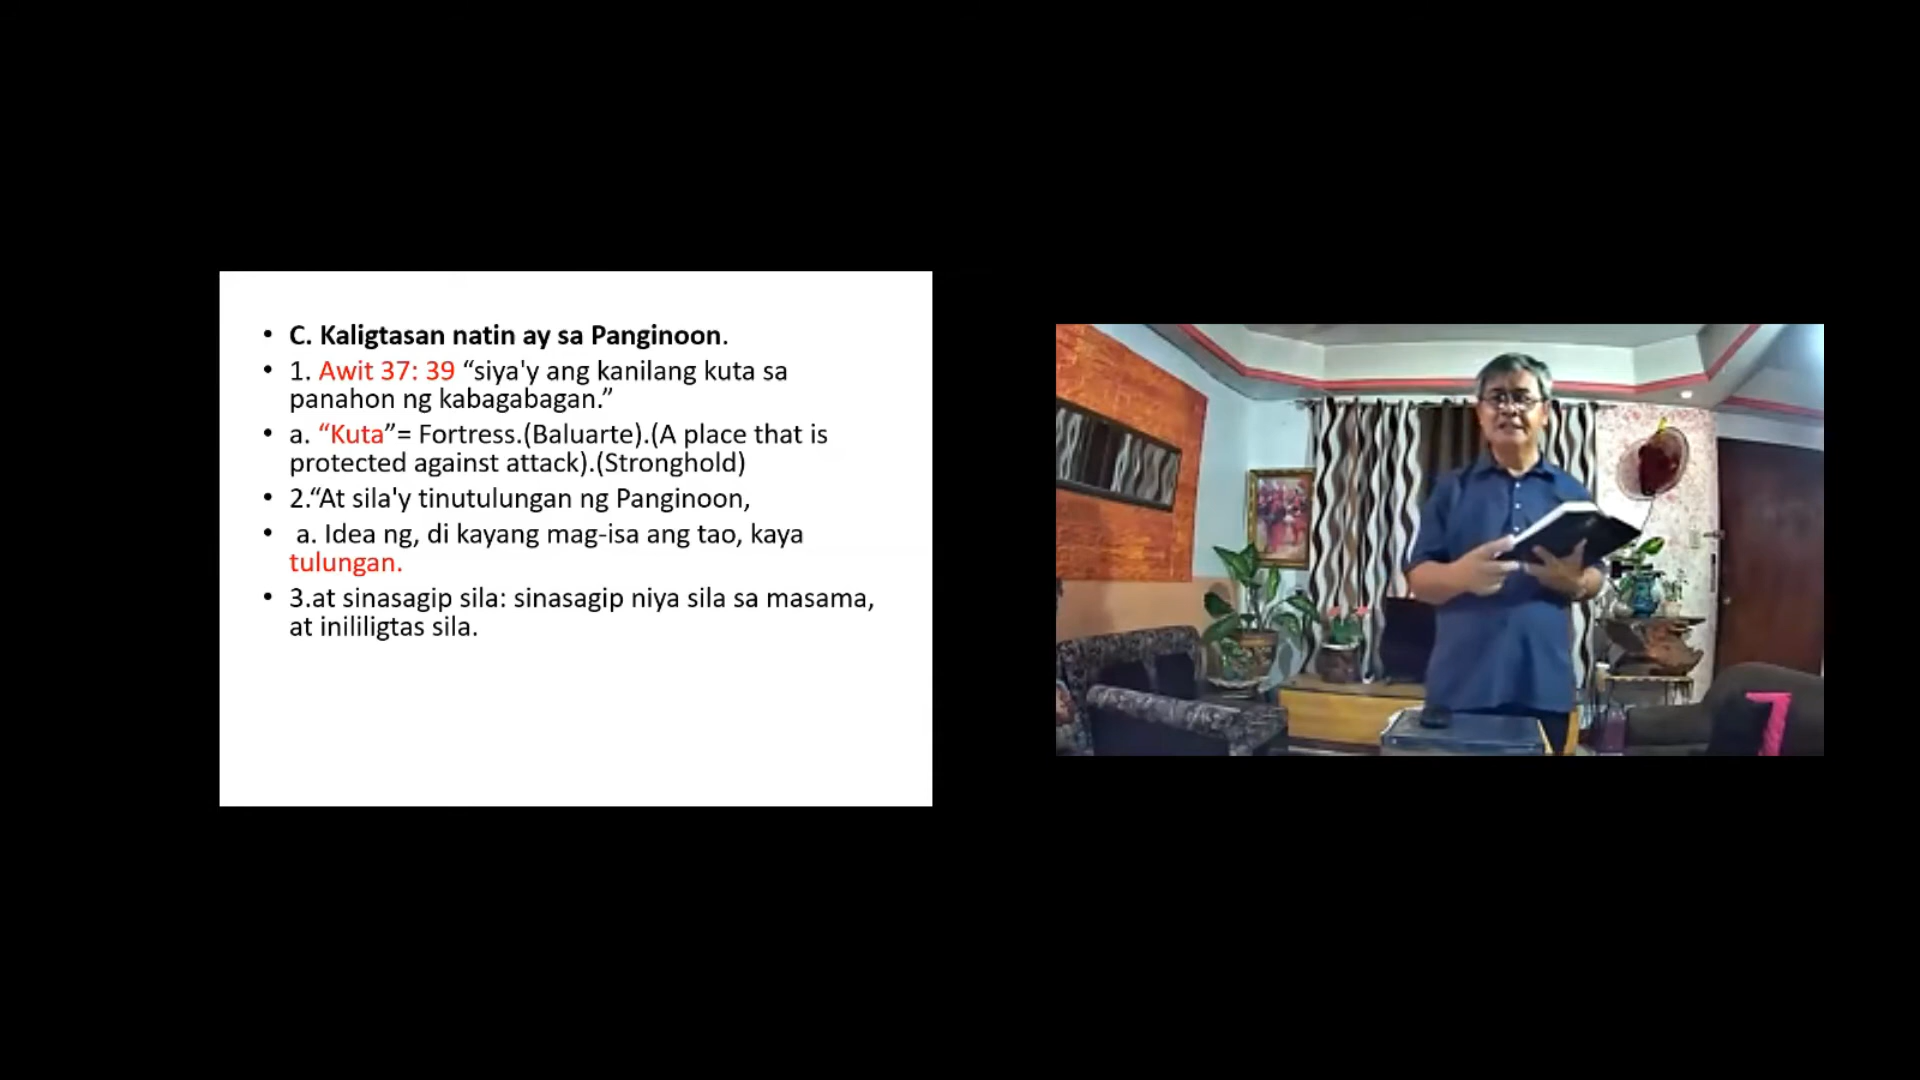 • C. Kaligtasan natin ay sa Panginoon.
• 1. Awit 37: 39 “siya'y ang kanilang kuta sa
panahon ng kabagabagan.”
• a. “Kuta”= Fortress.(Baluarte).(A place that is
protected against attack).(Stronghold)
• 2.“At sila'y tinutulungan ng Panginoon,
• a. Idea ng, di kayang mag-isa ang tao, kaya
tulungan.
• 3.at sinasagip sila: sinasagip niya sila sa masama,
at inililigtas sila.